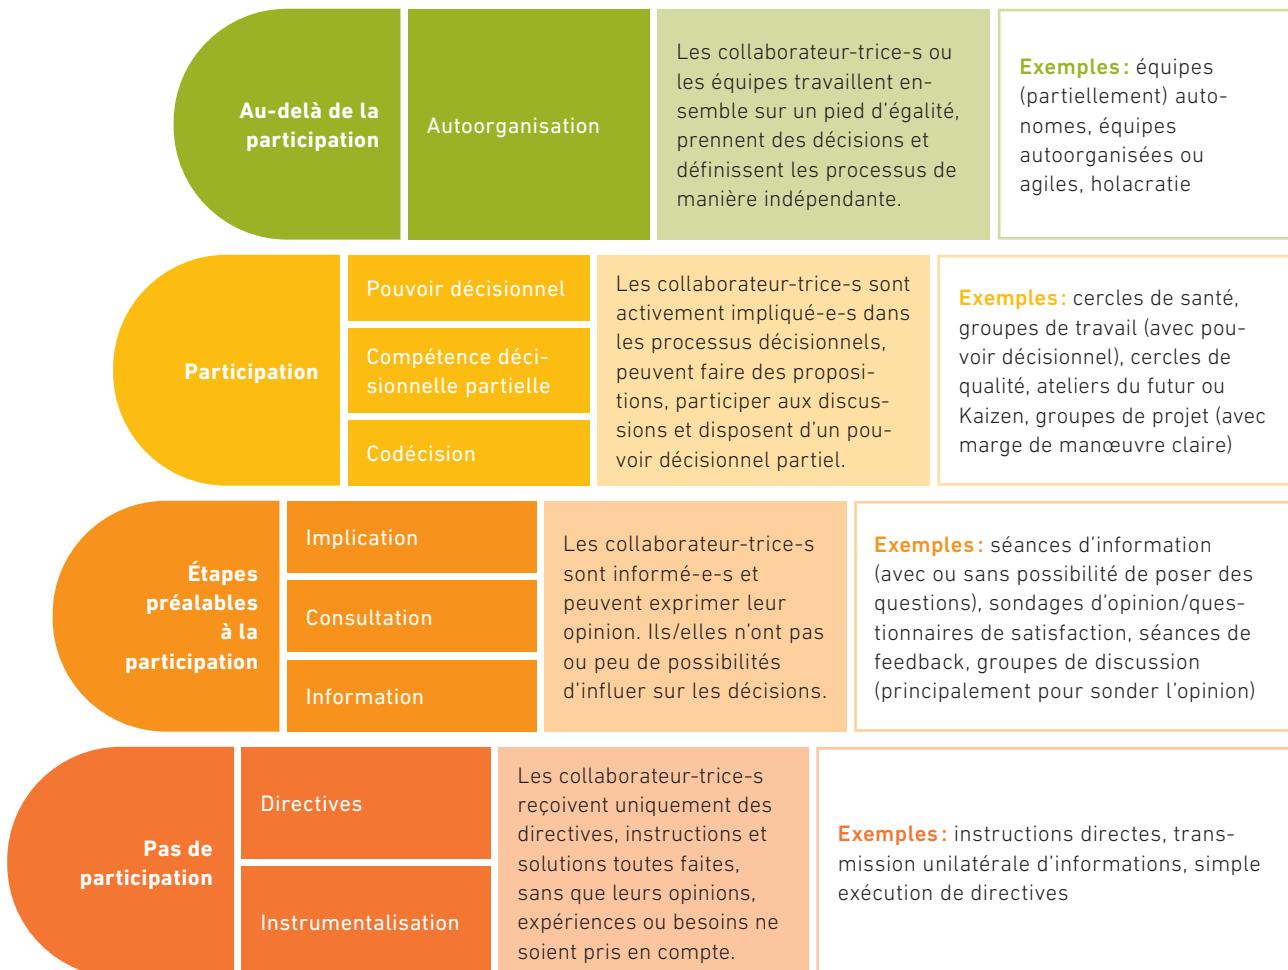 Au-delà de la
participation
Autoorganisation
Les collaborateur-trice-s ou
les équipes travaillent en-
semble sur un pied d’égalité,
prennent des décisions et
définissent les processus de
manière indépendante.
Exemples : équipes
(partiellement) auto-
nomes, équipes
autoorganisées ou
agiles, holacratie
Participation
Pouvoir décisionnel
Compétence déci-
sionnelle partielle
Codécision
Les collaborateur-trice-s sont
activement impliqué-e-s dans
les processus décisionnels,
peuvent faire des proposi-
tions, participer aux discus-
sions et disposent d’un pou-
voir décisionnel partiel.
Exemples : cercles de santé,
groupes de travail (avec pou-
voir décisionnel), cercles de
qualité, ateliers du futur ou
Kaizen, groupes de projet (avec
marge de manœuvre claire)
Étapes
préalables
à la
participation
Implication
Consultation
Information
Les collaborateur-trice-s
sont informé-e-s et
peuvent exprimer leur
opinion. Ils/elles n’ont pas
ou peu de possibilités
d’influer sur les décisions.
Exemples : séances d’information
(avec ou sans possibilité de poser des
questions), sondages d’opinion/ques-
tionnaires de satisfaction, séances de
feedback, groupes de discussion
(principalement pour sonder l’opinion)
Pas de
participation
Directives
Instrumentalisation
Les collaborateur-trice-s
reçoivent uniquement des
directives, instructions et
solutions toutes faites,
sans que leurs opinions,
expériences ou besoins ne
soient pris en compte.
Exemples : instructions directes, trans-
mission unilatérale d’informations, simple
exécution de directives